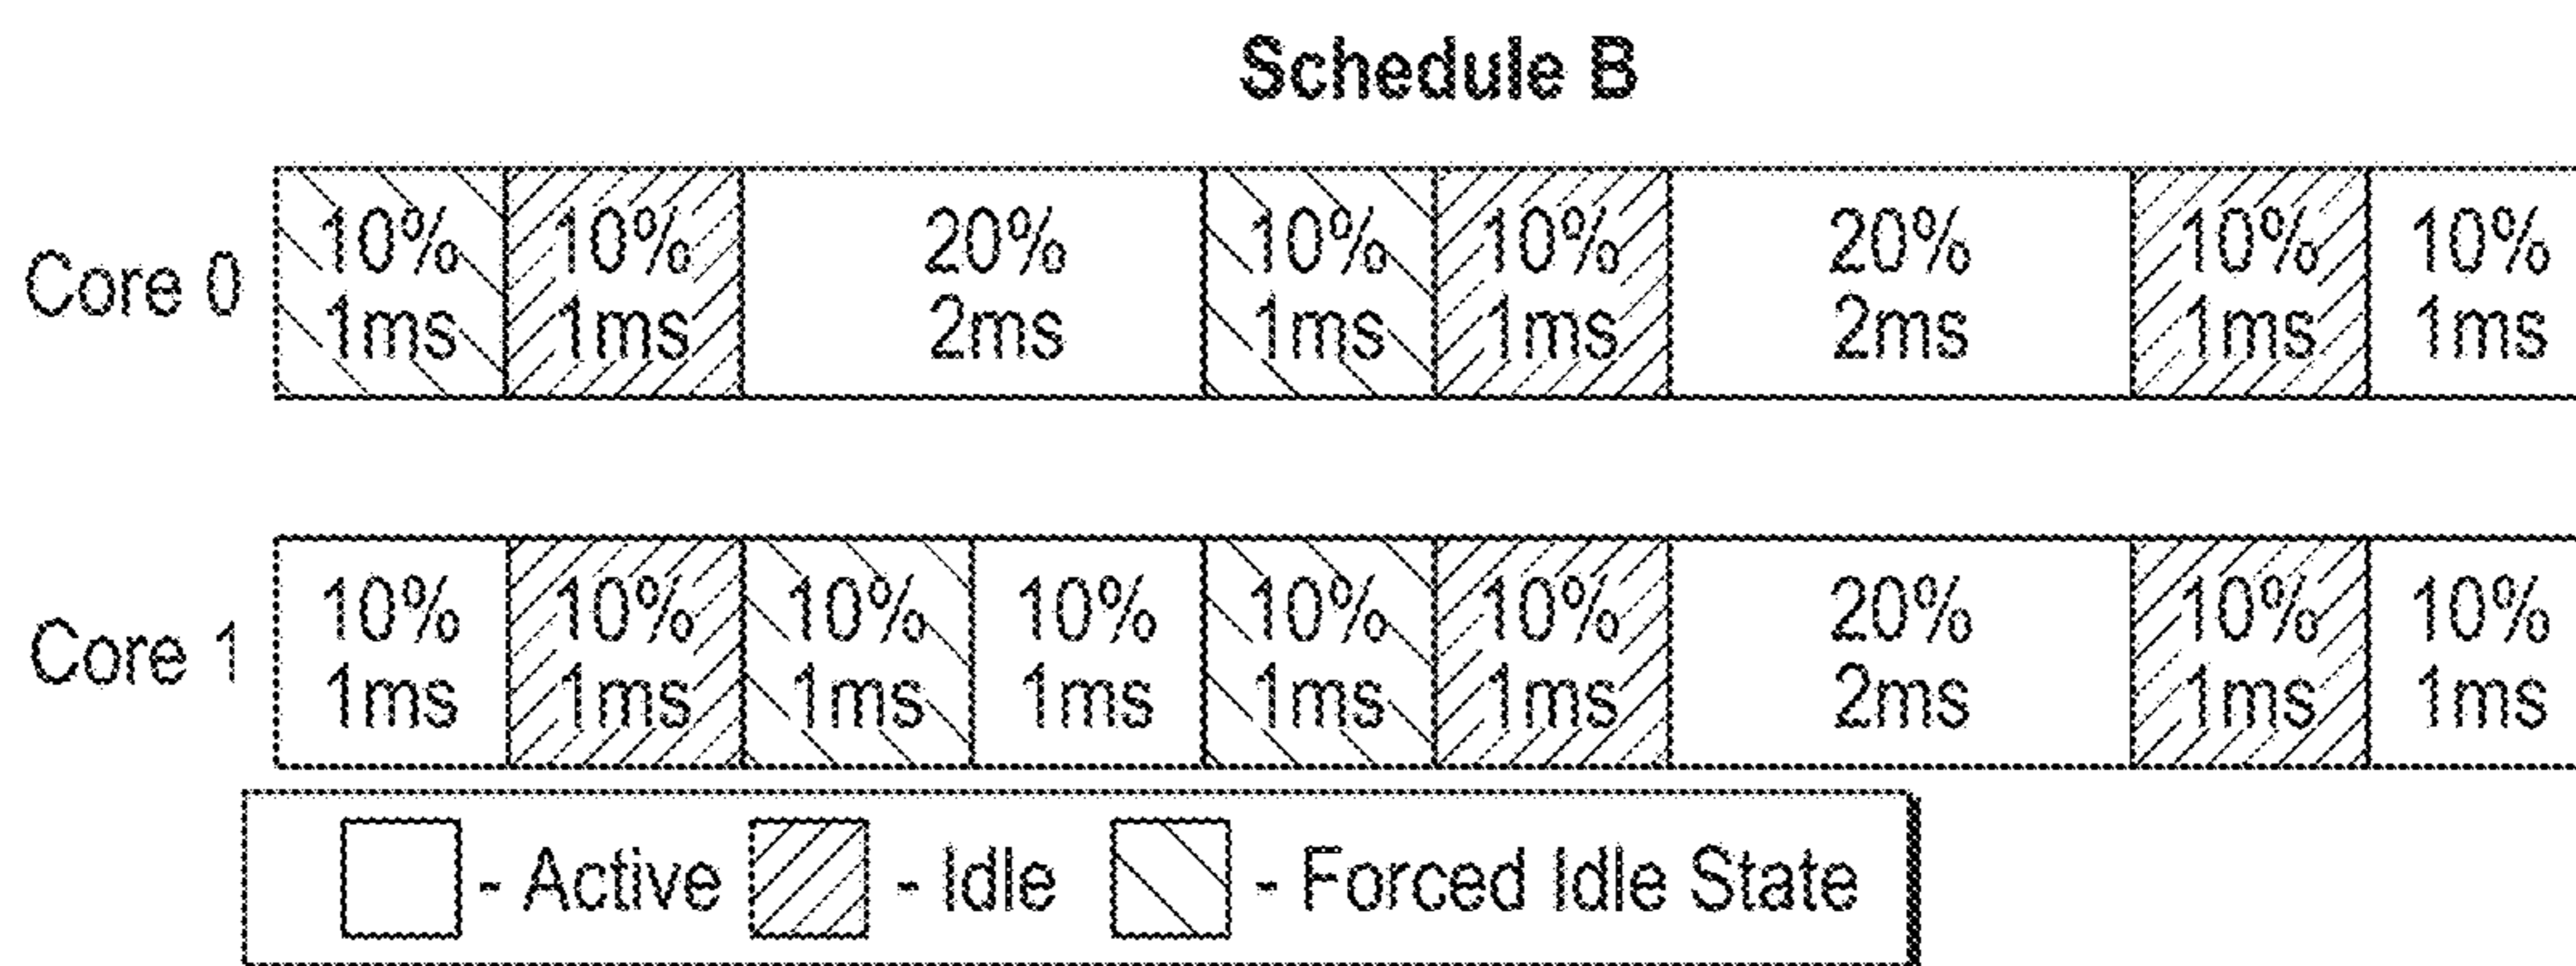 Schedule B
Core 0
10% 10% 20% 10% 10% 20% 10% 10%
1ms 1ms 2ms 1ms 1ms 2ms 1ms 1ms
Core 1
10% 10% 10% 10% 10% 10% 20% 10% 10%
1ms 1ms 1ms 1ms 1ms 1ms 2ms 1ms 1ms
- Active - Idle - Forced Idle State